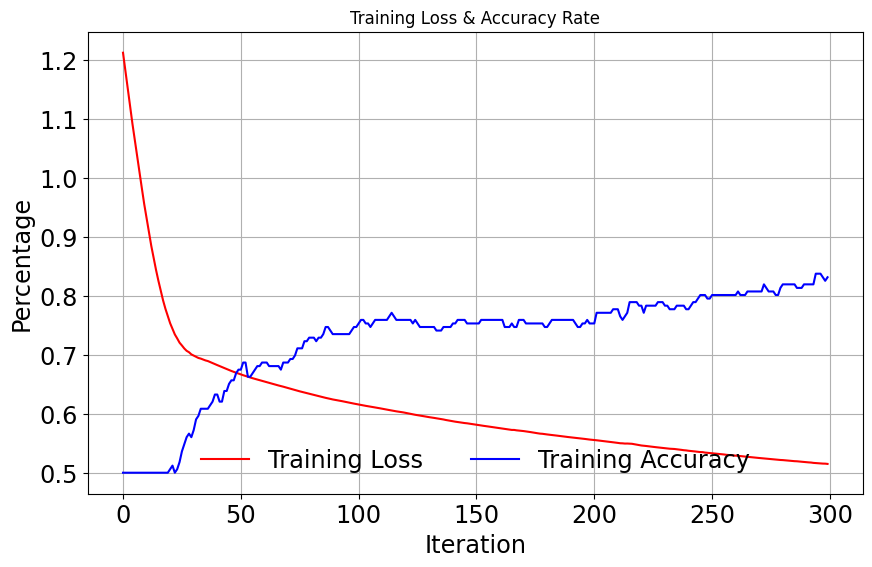 Training Loss & Accuracy Rate
Percentage
1.2
1.1
1.0
0.9
0.8
0.7
0.6
0.5
Training Loss Training Accuracy
0 50 100 150 200 250 300
Iteration